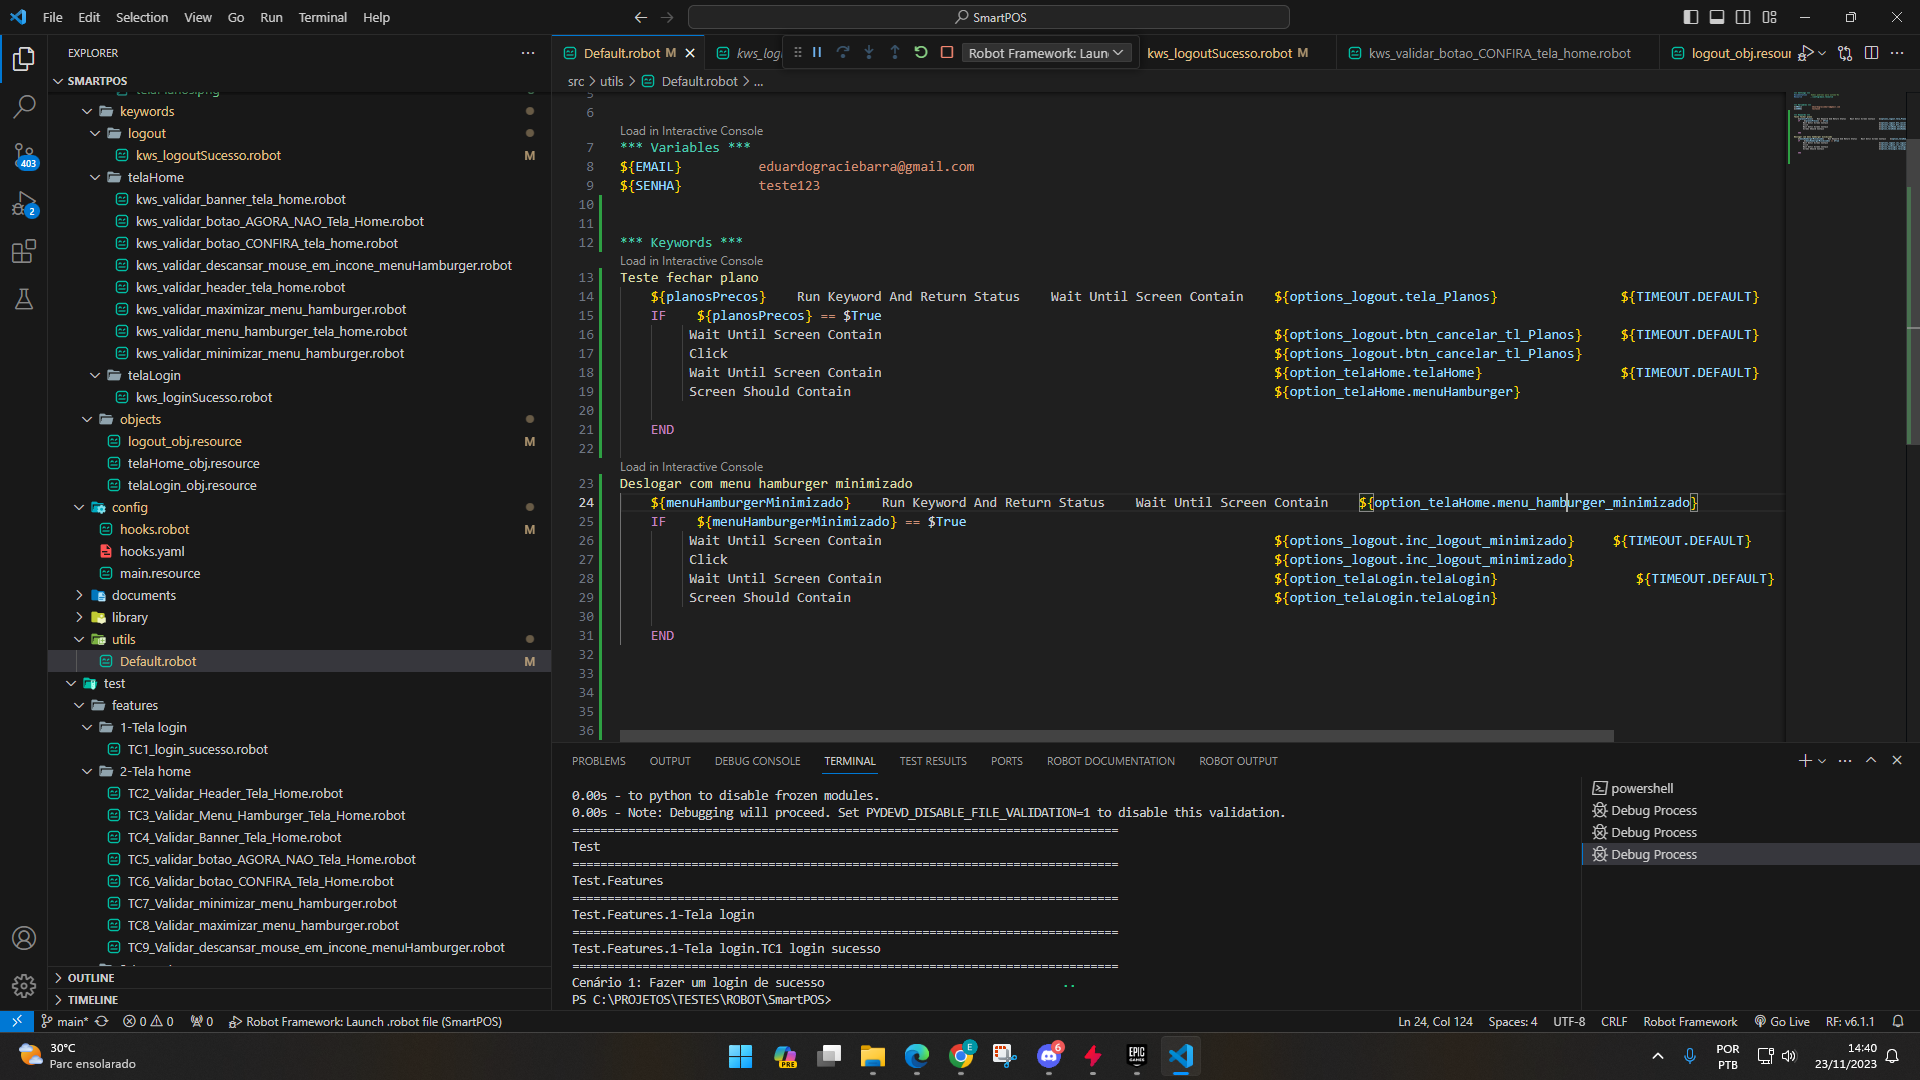 File Edit Selection View Go Run Terminal Help
SmartPOS
EXPLORER
SMARTPOS
keywords
logout
kws_logoutSucesso.robot M
telaHome
kws_validar_banner_tela_home.robot
kws_validar_botao_AGORA_NAO_Tela_Home.robot
kws_validar_botao_CONFIRA_tela_home.robot
kws_validar_descansar_mouse_em_incone_menuHamburger.robot
kws_validar_header_tela_home.robot
kws_validar_maximizar_menu_hamburger.robot
kws_validar_menu_hamburger_tela_home.robot
kws_validar_minimizar_menu_hamburger.robot
telaLogin
kws_loginSucesso.robot
objects
logout_obj.resource M
telaHome_obj.resource
telaLogin_obj.resource
config
hooks.robot M
hooks.yaml
main.resource
documents
library
utils
Default.robot M
test
features
1-Tela login
TC1_login_sucesso.robot
2-Tela home
TC2_Validar_Header_Tela_Home.robot
TC3_Validar_Menu_Hamburger_Tela_Home.robot
TC4_Validar_Banner_Tela_Home.robot
TC5_validar_botao_AGORA_NAO_Tela_Home.robot
TC6_Validar_botao_CONFIRA_Tela_Home.robot
TC7_Validar_minimizar_menu_hamburger.robot
TC8_Validar_maximizar_menu_hamburger.robot
TC9_Validar_descansar_mouse_em_incone_menuHamburger.robot
OUTLINE
TIMELINE
403
2
Default.robot M kws_log Robot Framework: Laun kws_logoutSucesso.robot M kws_validar_botao_CONFIRA_tela_home.robot logout_obj.resour
src > utils > Default.robot > ...
5
6
Load in Interactive Console
7 *** Variables ***
8 ${EMAIL} eduardograciebarra@gmail.com
9 ${SENHA} teste123
10
11
12 *** Keywords ***
Load in Interactive Console
13 Teste fechar plano
14 ${planosPrecos} Run Keyword And Return Status Wait Until Screen Contain ${options_logout.tela_Planos} ${TIMEOUT.DEFAULT}
15 IF ${planosPrecos} == $True
16 Wait Until Screen Contain ${options_logout.btn_cancelar_tl_Planos} ${TIMEOUT.DEFAULT}
17 Click ${options_logout.btn_cancelar_tl_Planos}
18 Wait Until Screen Contain ${option_telaHome.telaHome} ${TIMEOUT.DEFAULT}
19 Screen Should Contain ${option_telaHome.menuHamburger}
20
21 END
22
Load in Interactive Console
23 Deslogar com menu hamburger minimizado
24 ${menuHamburgerMinimizado} Run Keyword And Return Status Wait Until Screen Contain ${option_telaHome.menu_hamburger_minimizado}
25 IF ${menuHamburgerMinimizado} == $True
26 Wait Until Screen Contain ${options_logout.inc_logout_minimizado} ${TIMEOUT.DEFAULT}
27 Click ${options_logout.inc_logout_minimizado}
28 Wait Until Screen Contain ${option_telaLogin.telaLogin} ${TIMEOUT.DEFAULT}
29 Screen Should Contain ${option_telaLogin.telaLogin}
30
31 END
32
33
34
35
36
PROBLEMS OUTPUT DEBUG CONSOLE TERMINAL TEST RESULTS PORTS ROBOT DOCUMENTATION ROBOT OUTPUT
0.00s - to python to disable frozen modules.
0.00s - Note: Debugging will proceed. Set PYDEVD_DISABLE_FILE_VALIDATION=1 to disable this validation.
==============================================================================
Test
==============================================================================
Test.Features
==============================================================================
Test.Features.1-Tela login
==============================================================================
Test.Features.1-Tela login.TC1 login sucesso
==============================================================================
Cenário 1: Fazer um login de sucesso ..
PS C:\PROJETOS\TESTES\ROBOT\SmartPOS>
powershell
Debug Process
Debug Process
Debug Process
main* 0 0 0 Robot Framework: Launch .robot file (SmartPOS) Ln 24, Col 124 Spaces: 4 UTF-8 CRLF Robot Framework Go Live RF: v6.1.1
30°C
Parc ensolarado
PRE
E
6
EPIC GAMES
POR
PTB
14:40
23/11/2023